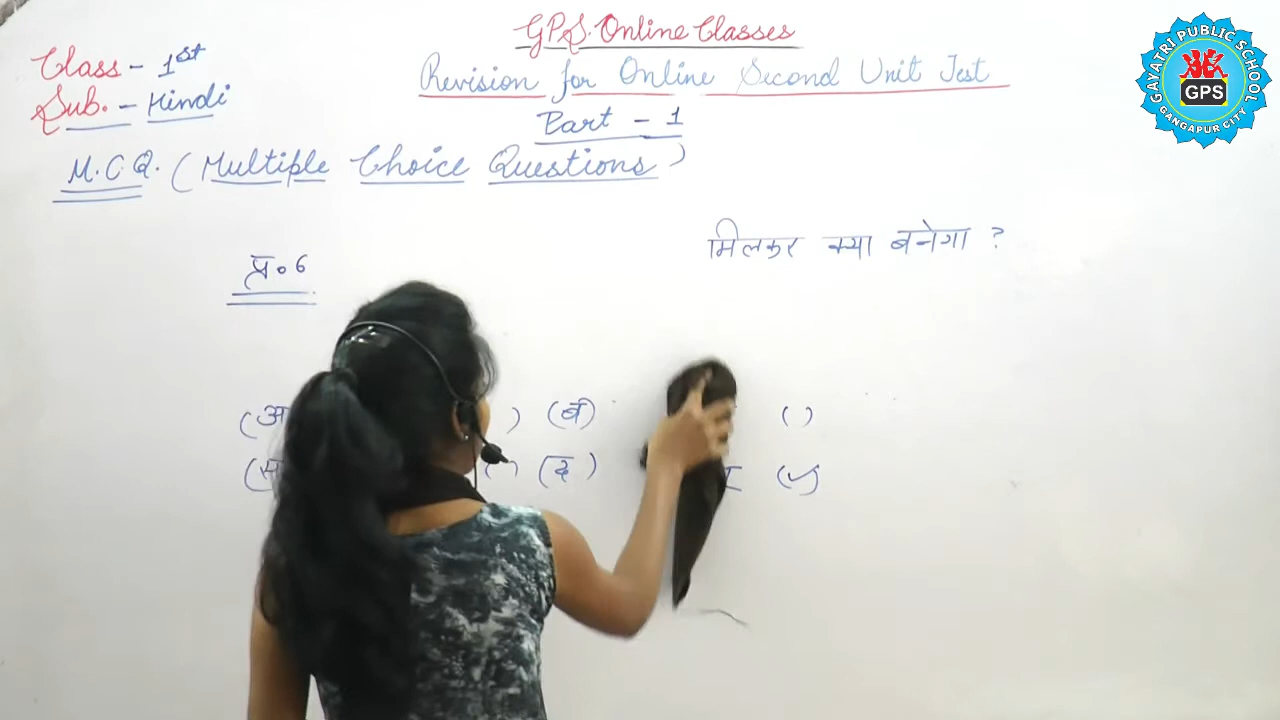 GPS. Online Classes
Class - 1st
Revision for Online Second Unit Test
Sub. - Hindi
Part - 1
M.C.Q. ( Multiple Choice Questions )
मिलकर क्या बनेगा ?
प्र॰ 6
(अ ) (ब) ( )
(स (द)
GAYATRI PUBLIC SCHOOL
GPS
GANGAPUR CITY